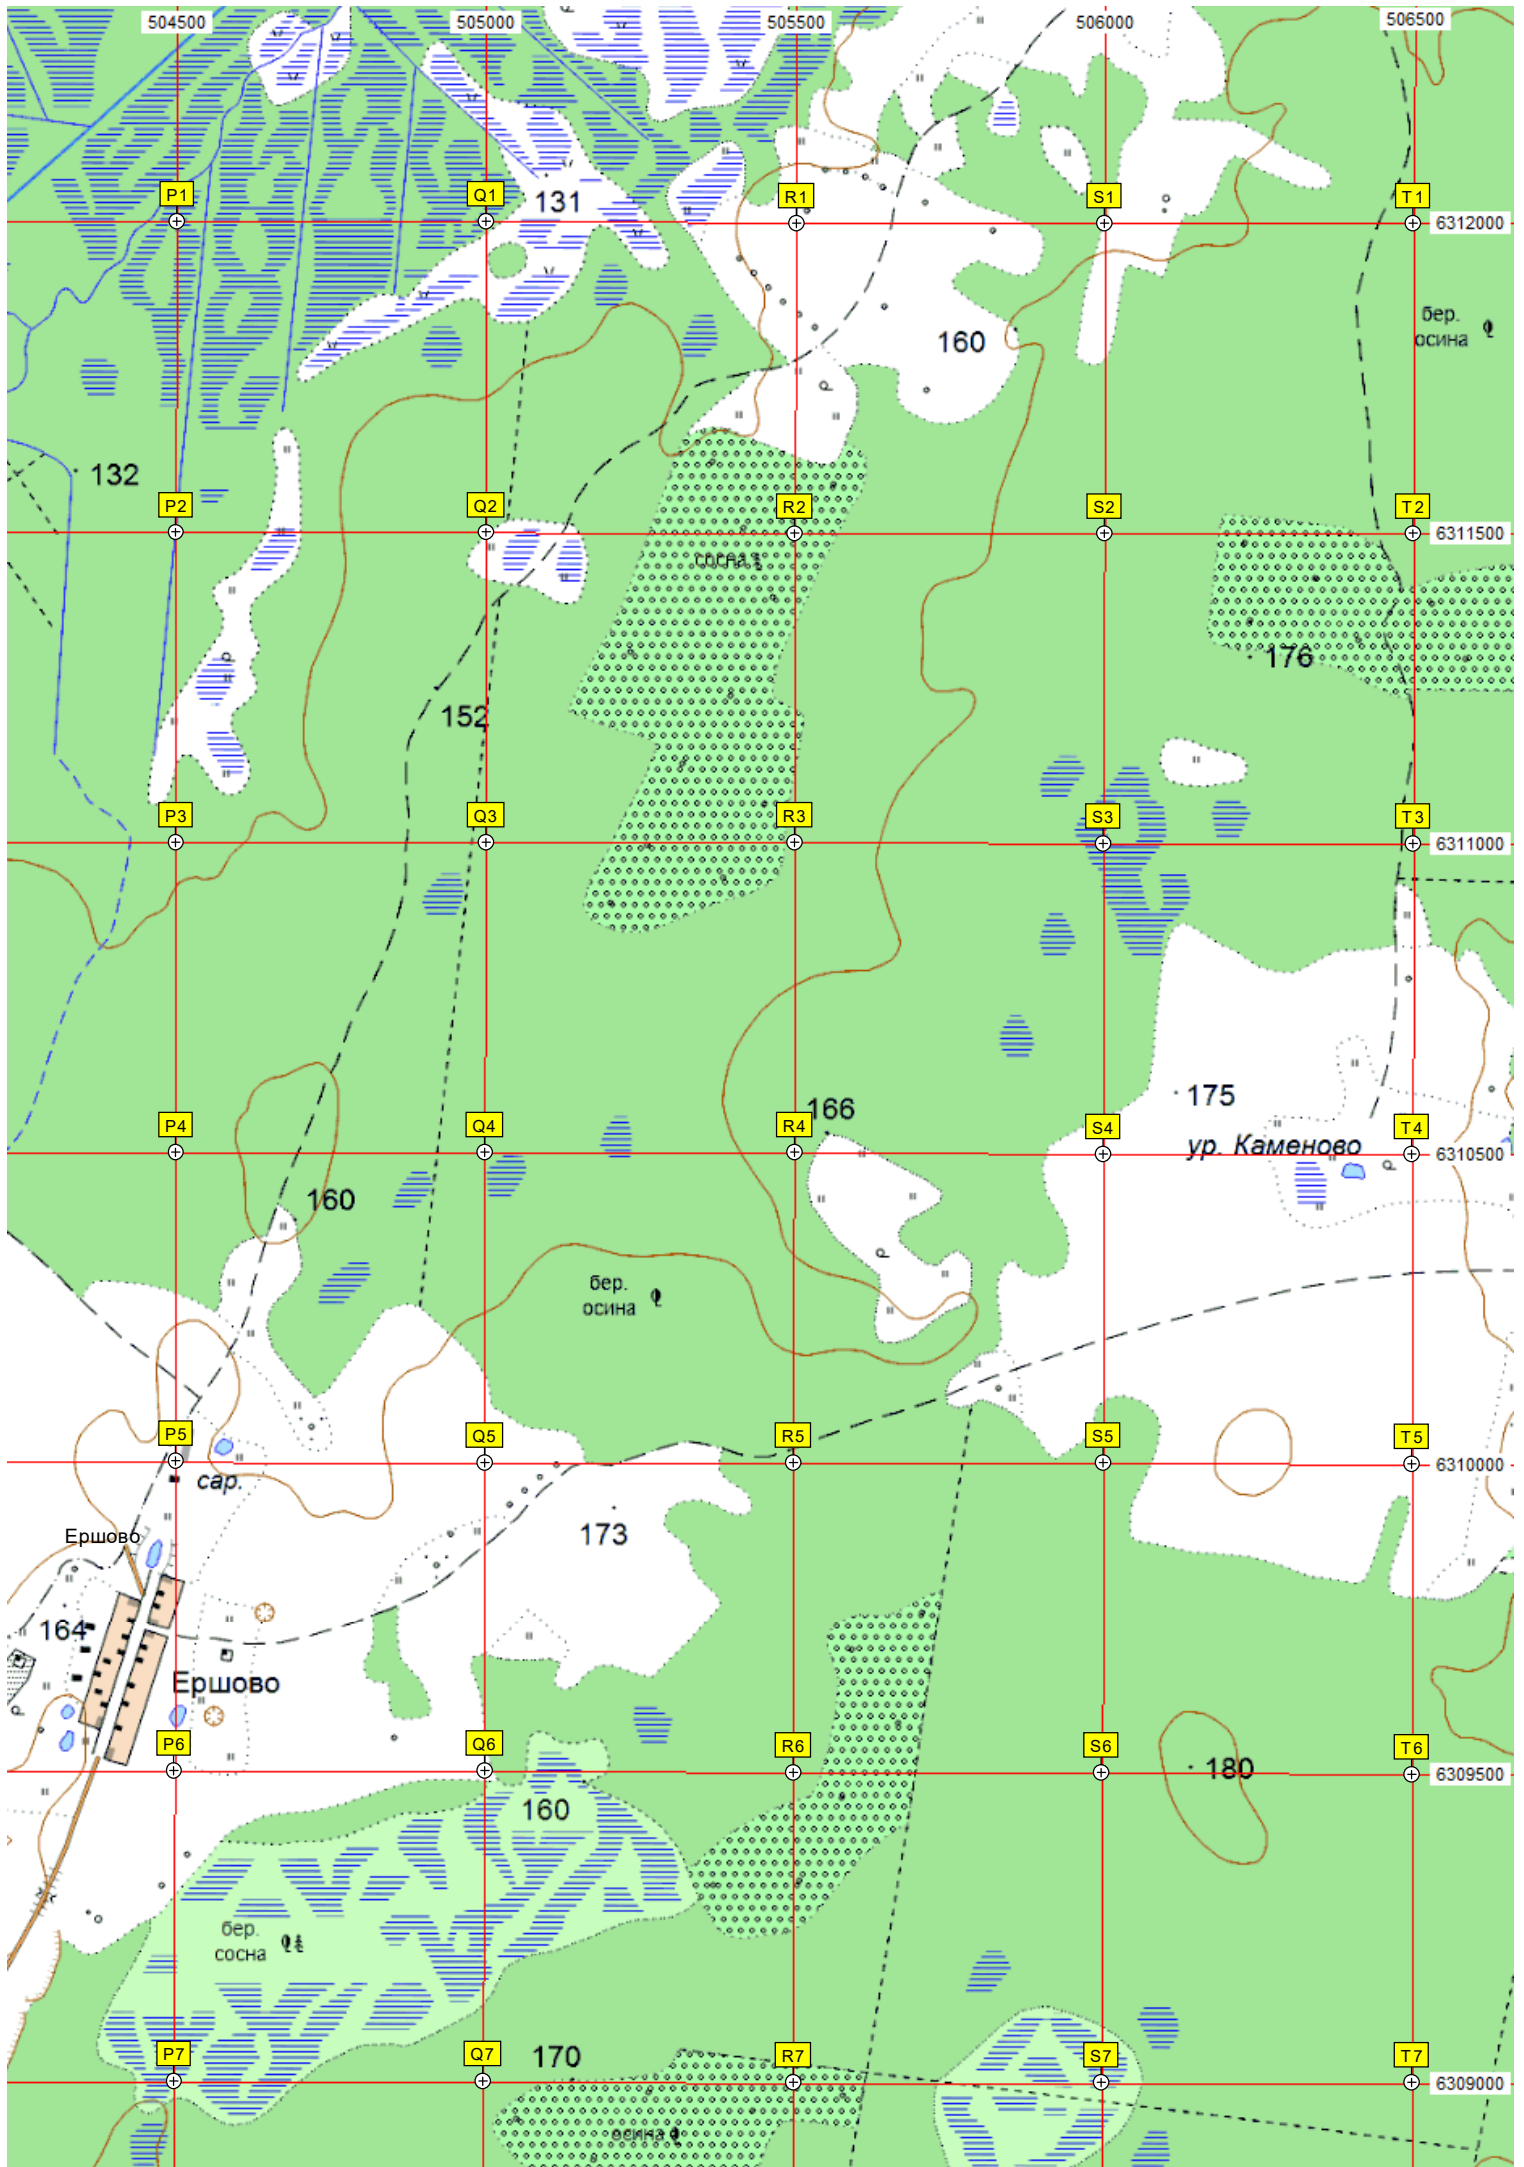 504500 505000 505500 506000 506500
131
P1 Q1 R1 S1 T1
6312000
160
бер.
осина
132
P2 Q2 R2 S2 T2
6311500
сосна
176
152
P3 Q3 R3 S3 T3
6311000
166
175
P4 Q4 R4 S4 T4
ур. Каменово
6310500
160
бер.
осина
P5 Q5 R5 S5 T5
6310000
сар.
Ершово
173
164
Ершово
P6 Q6 R6 S6 T6
180
6309500
160
бер.
сосна
P7 Q7 R7 S7 T7
170
6309000
осина